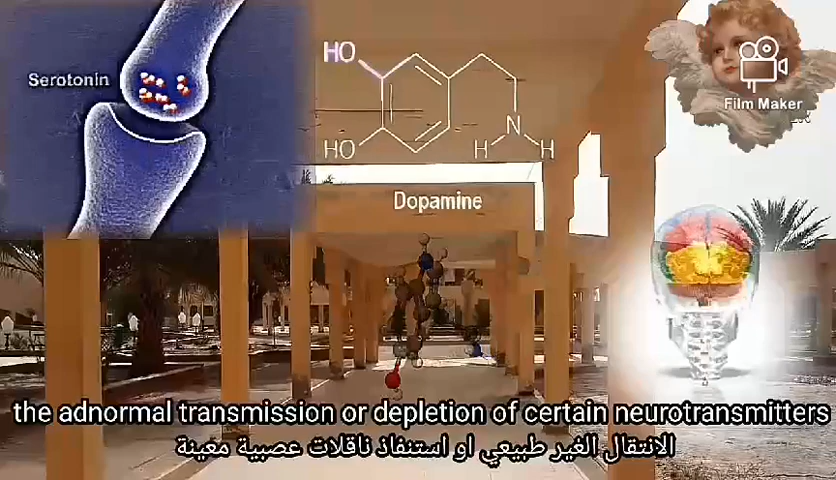 Serotonin
HO
HO
H
N
H
Dopamine
Film Maker
the adnormal transmission or depletion of certain neurotransmitters
الانتقال الغير طبيعي او استنفاذ ناقلات عصبية معينة